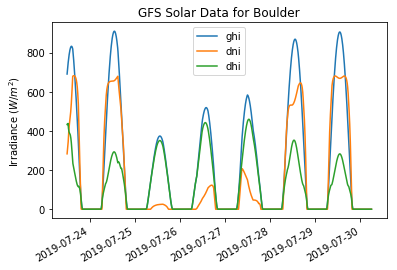 GFS Solar Data for Boulder
ghi
dni
dhi
Irradiance (W/m²)
800
600
400
200
0
2019-07-24
2019-07-25
2019-07-26
2019-07-27
2019-07-28
2019-07-29
2019-07-30